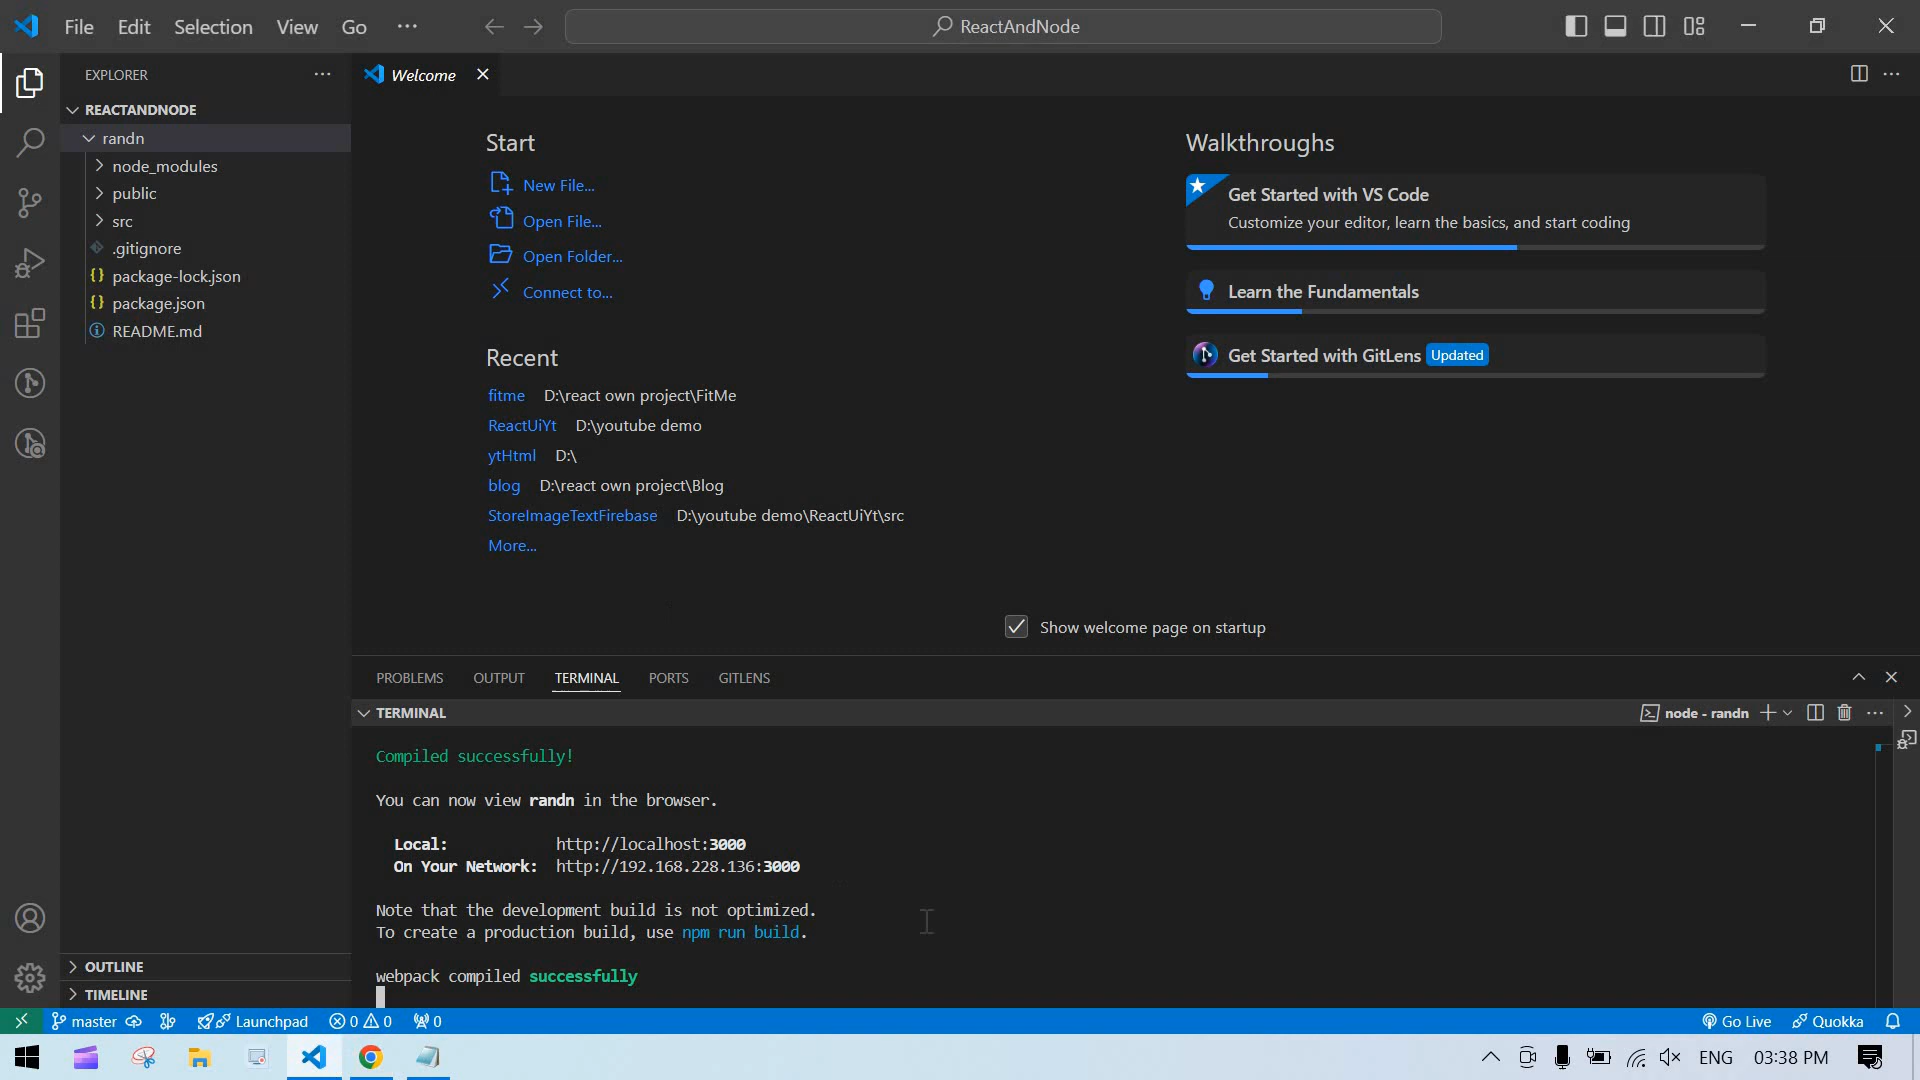 File Edit Selection View Go ···
ReactAndNode
EXPLORER
REACTANDNODE
randn
node_modules
public
src
.gitignore
package-lock.json
package.json
README.md
OUTLINE
TIMELINE
Welcome
Start
New File...
Open File...
Open Folder...
Connect to...
Recent
fitme D:\react own project\FitMe
ReactUiYt D:\youtube demo
ytHtml D:\
blog D:\react own project\Blog
StoreImageTextFirebase D:\youtube demo\ReactUiYt\src
More...
Walkthroughs
Get Started with VS Code
Customize your editor, learn the basics, and start coding
Learn the Fundamentals
Get Started with GitLens Updated
Show welcome page on startup
PROBLEMS OUTPUT TERMINAL PORTS GITLENS
TERMINAL
node - randn
Compiled successfully!
You can now view randn in the browser.
Local: http://localhost:3000
On Your Network: http://192.168.228.136:3000
Note that the development build is not optimized.
To create a production build, use npm run build.
webpack compiled successfully
master Launchpad 0 0 0 Go Live Quokka
ENG 03:38 PM